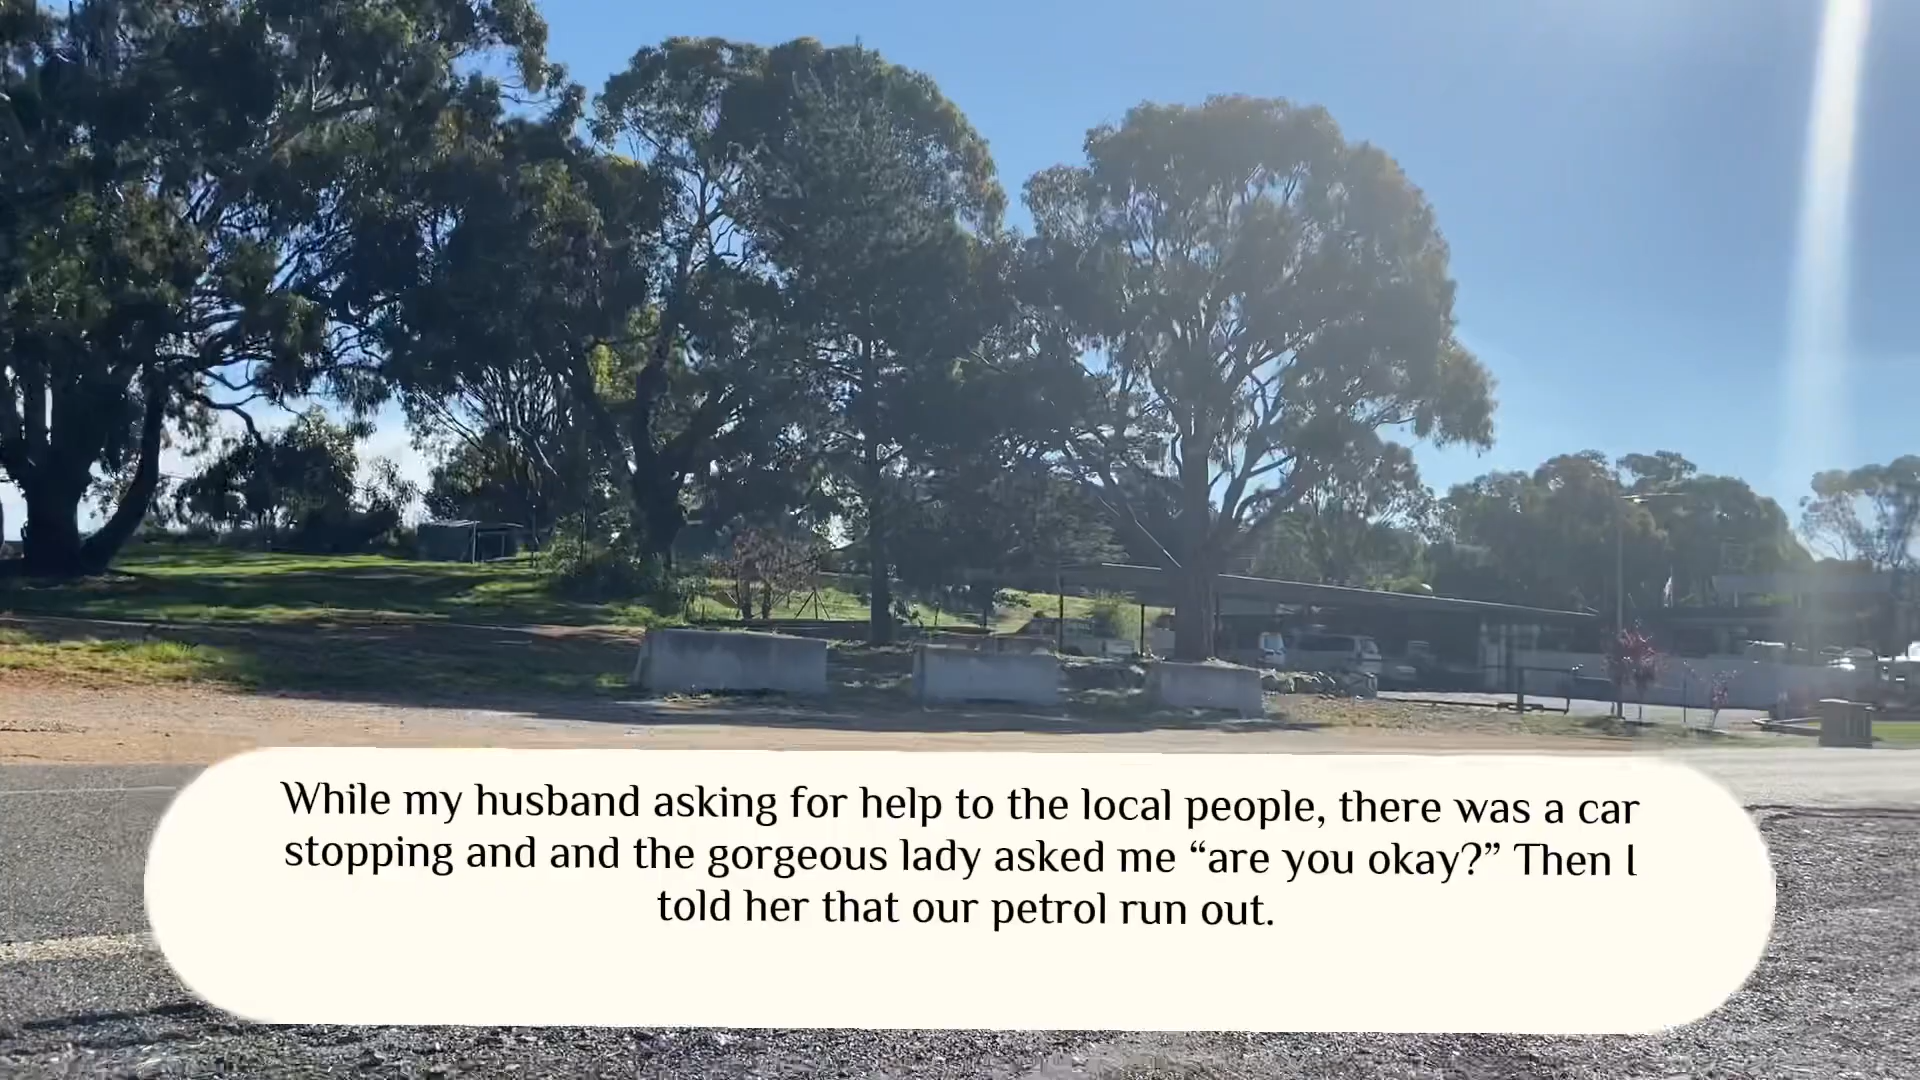 While my husband asking for help to the local people, there was a car
stopping and and the gorgeous lady asked me “are you okay?” Then I
told her that our petrol run out.